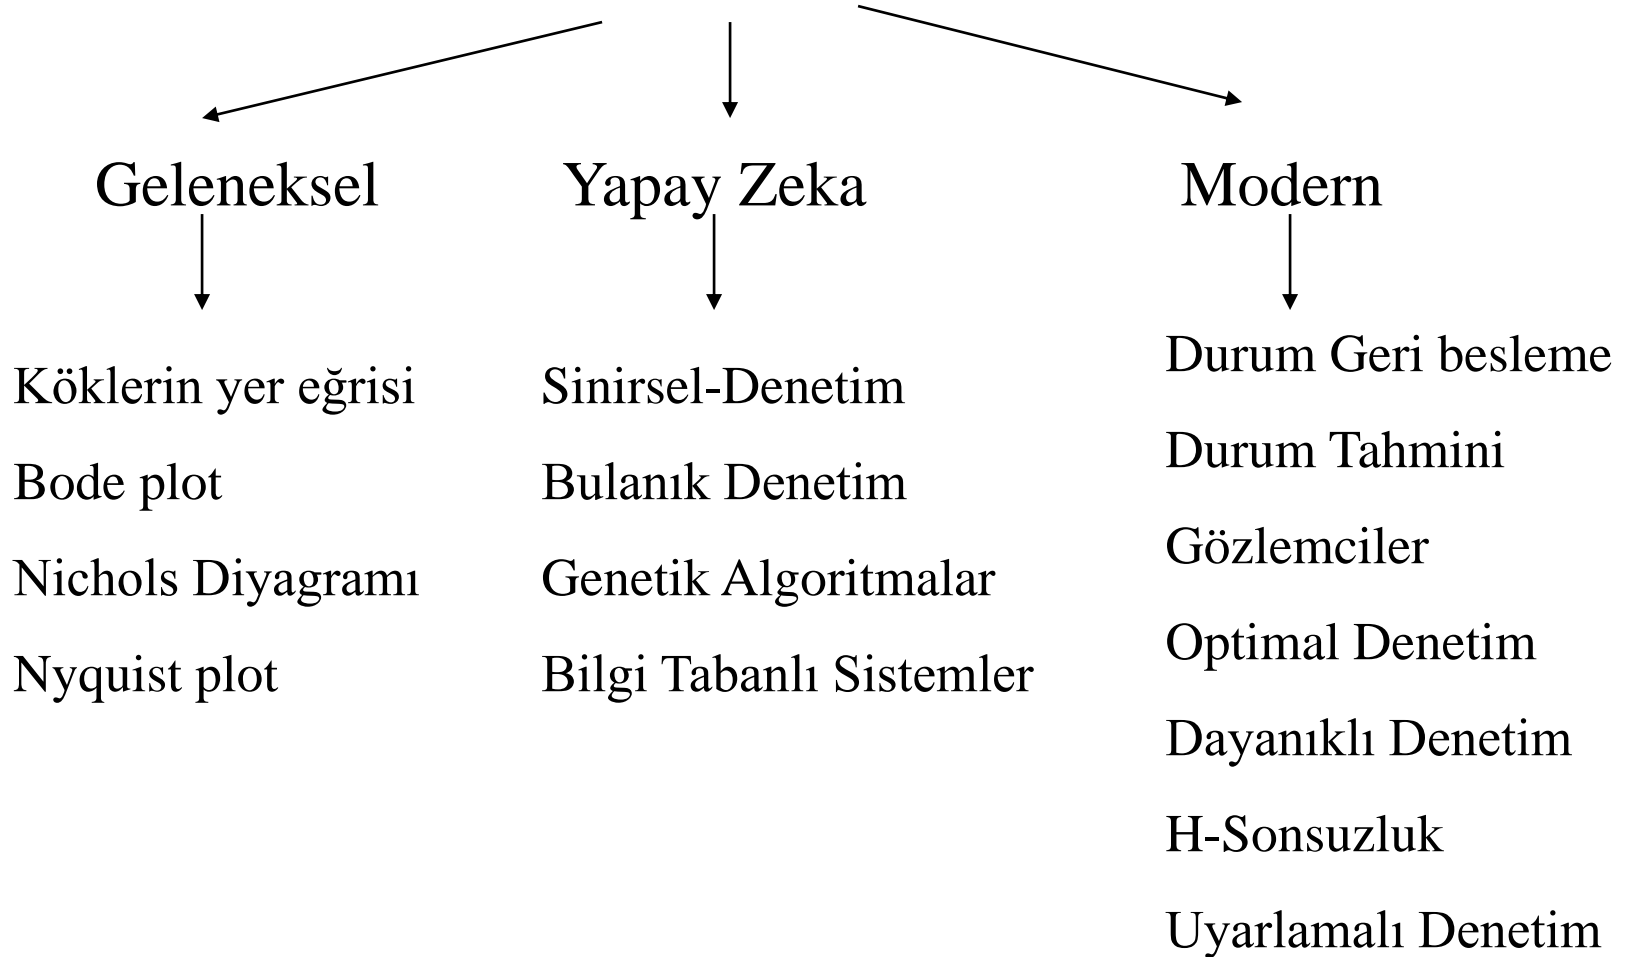 Geleneksel
Yapay Zeka
Modern
Köklerin yer eğrisi
Bode plot
Nichols Diyagramı
Nyquist plot
Sinirsel-Denetim
Bulanık Denetim
Genetik Algoritmalar
Bilgi Tabanlı Sistemler
Durum Geri besleme
Durum Tahmini
Gözlemciler
Optimal Denetim
Dayanıklı Denetim
H-Sonsuzluk
Uyarlamalı Denetim